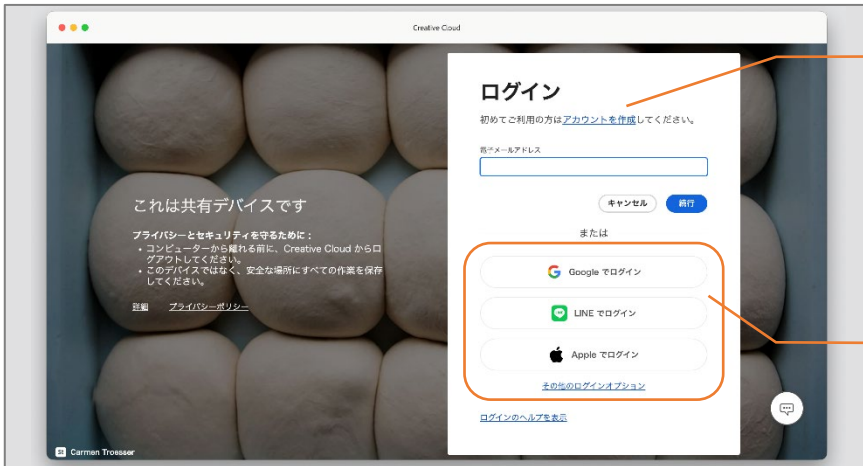 Creative Cloud
ログイン
初めてご利用の方はアカウントを作成してください。
電子メールアドレス
キャンセル
続行
または
Google でログイン
LINE でログイン
Apple でログイン
その他のログインオプション
ログインのヘルプを表示
これは共有デバイスです
プライバシーとセキュリティを守るために：
• コンピューターから離れる前に、Creative Cloud からロ
グアウトしてください。
• このデバイスではなく、安全な場所にすべての作業を保存
してください。
詳細 プライバシーポリシー
St Carmen Troesser